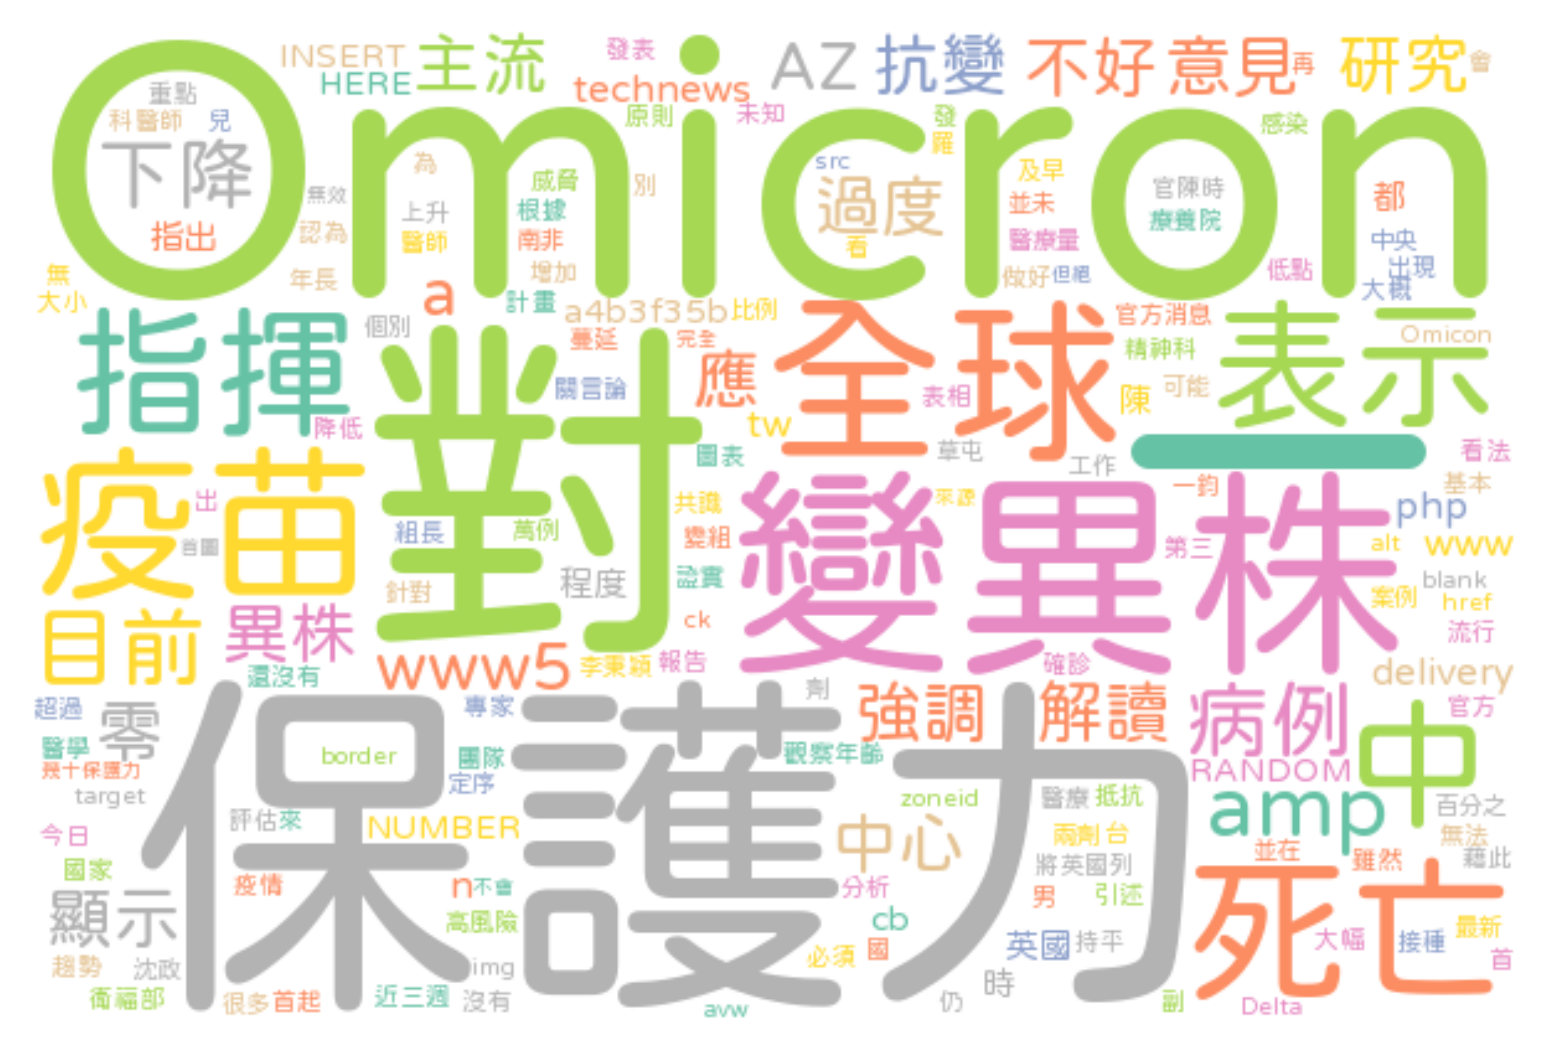 Omicron
INSERT
HERE
主流
發表
technews
AZ
抗變
不好意見
再
研究
會
重點
科醫師
兒
下降
指出
無效
認為
年長
無
大小
為
上升
醫師
原則
威脅
根據
南非
增加
別
未知
src
過度
看
發
羅
及早
並未
醫療量
做好
但絕
感染
官陳時
療養院
低點
都
中央
出現
大概
指揮
個別
a
計畫
a4b3f35b
比例
蔓延
完全
關言論
應
全球
官方消息
精神科
陳
可能
表示
Omicon
降低
對
tw
表相
圖表
草屯
工作
一
看法
疫苗
出
首圖
組長
萬例
針對
程度
共識
變組
證實
ck
變異株
來源
一鈞
第三
基本
php
alt
www
blank
案例
href
流行
目前
異株
還沒有
www5
李秉穎
報告
確診
delivery
超過
零
醫學
幾十保護力
target
今日
國家
顯示
趨勢
沈政
衛福部
保護力
border
專家
團隊
定序
評估
來
NUMBER
疫情
n
不會
高風險
img
很多
首起
近三週
沒有
劑
觀察年齡
強調
解讀
病例
官方
中
RANDOM
zoneid
醫療
抵抗
amp
百分之
無法
藉此
中心
兩劑
台
將英國列
並在
雖然
分析
男
引述
cb
必須
國
英國
持平
時
仍
avw
副
死亡
大幅
接種
最新
首
Delta